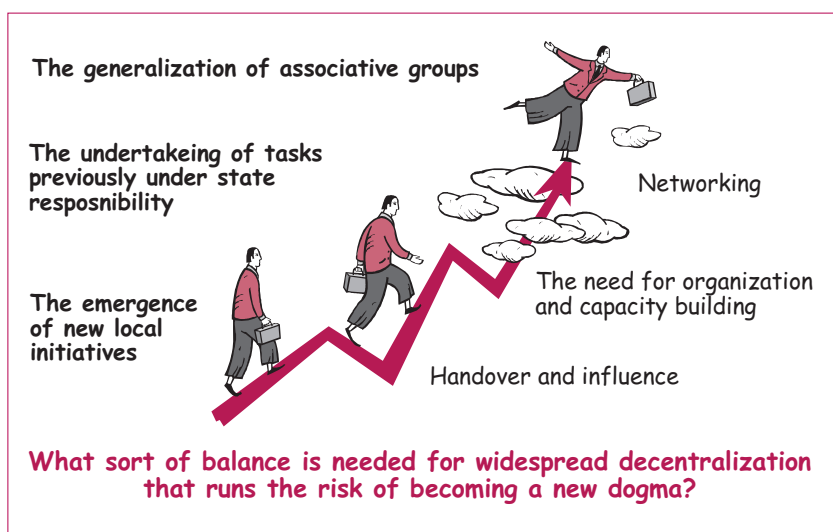 The generalization of associative groups
The undertakeing of tasks
previously under state
resposnibility
Networking
The need for organization
and capacity building
The emergence
of new local
initiatives
Handover and influence
What sort of balance is needed for widespread decentralization
that runs the risk of becoming a new dogma?